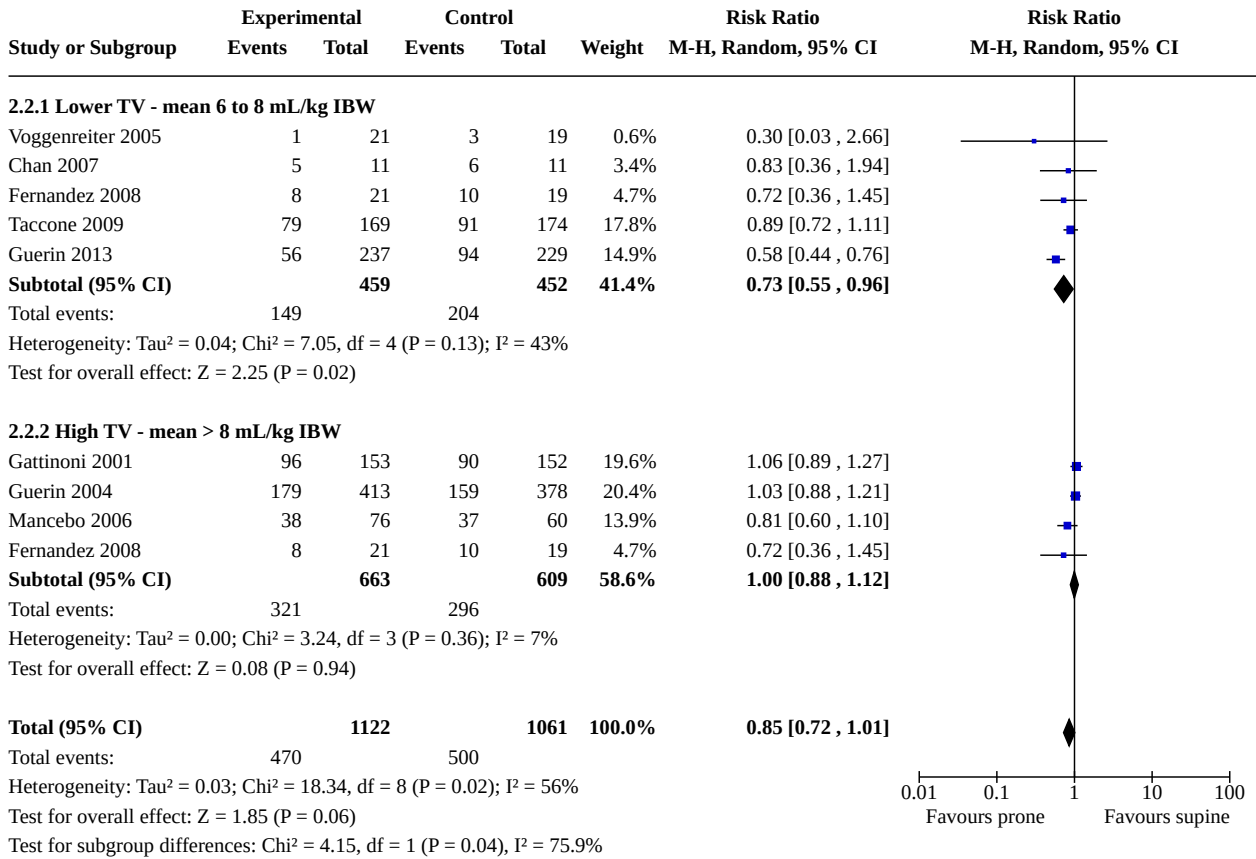 Experimental Control Risk Ratio Risk Ratio
Study or Subgroup Events Total Events Total Weight M-H, Random, 95% CI M-H, Random, 95% CI
2.2.1 Lower TV - mean 6 to 8 mL/kg IBW
Voggenreiter 2005 1 21 3 19 0.6% 0.30 [0.03 , 2.66]
Chan 2007 5 11 6 11 3.4% 0.83 [0.36 , 1.94]
Fernandez 2008 8 21 10 19 4.7% 0.72 [0.36 , 1.45]
Taccone 2009 79 169 91 174 17.8% 0.89 [0.72 , 1.11]
Guerin 2013 56 237 94 229 14.9% 0.58 [0.44 , 0.76]
Subtotal (95% CI) 459 452 41.4% 0.73 [0.55 , 0.96]
Total events: 149 204
Heterogeneity: Tau² = 0.04; Chi² = 7.05, df = 4 (P = 0.13); I² = 43%
Test for overall effect: Z = 2.25 (P = 0.02)
2.2.2 High TV - mean > 8 mL/kg IBW
Gattinoni 2001 96 153 90 152 19.6% 1.06 [0.89 , 1.27]
Guerin 2004 179 413 159 378 20.4% 1.03 [0.88 , 1.21]
Mancebo 2006 38 76 37 60 13.9% 0.81 [0.60 , 1.10]
Fernandez 2008 8 21 10 19 4.7% 0.72 [0.36 , 1.45]
Subtotal (95% CI) 663 609 58.6% 1.00 [0.88 , 1.12]
Total events: 321 296
Heterogeneity: Tau² = 0.00; Chi² = 3.24, df = 3 (P = 0.36); I² = 7%
Test for overall effect: Z = 0.08 (P = 0.94)
Total (95% CI) 1122 1061 100.0% 0.85 [0.72 , 1.01]
Total events: 470 500
Heterogeneity: Tau² = 0.03; Chi² = 18.34, df = 8 (P = 0.02); I² = 56%
0.01 0.1 1 10 100
Test for overall effect: Z = 1.85 (P = 0.06) Favours prone Favours supine
Test for subgroup differences: Chi² = 4.15, df = 1 (P = 0.04), I² = 75.9%